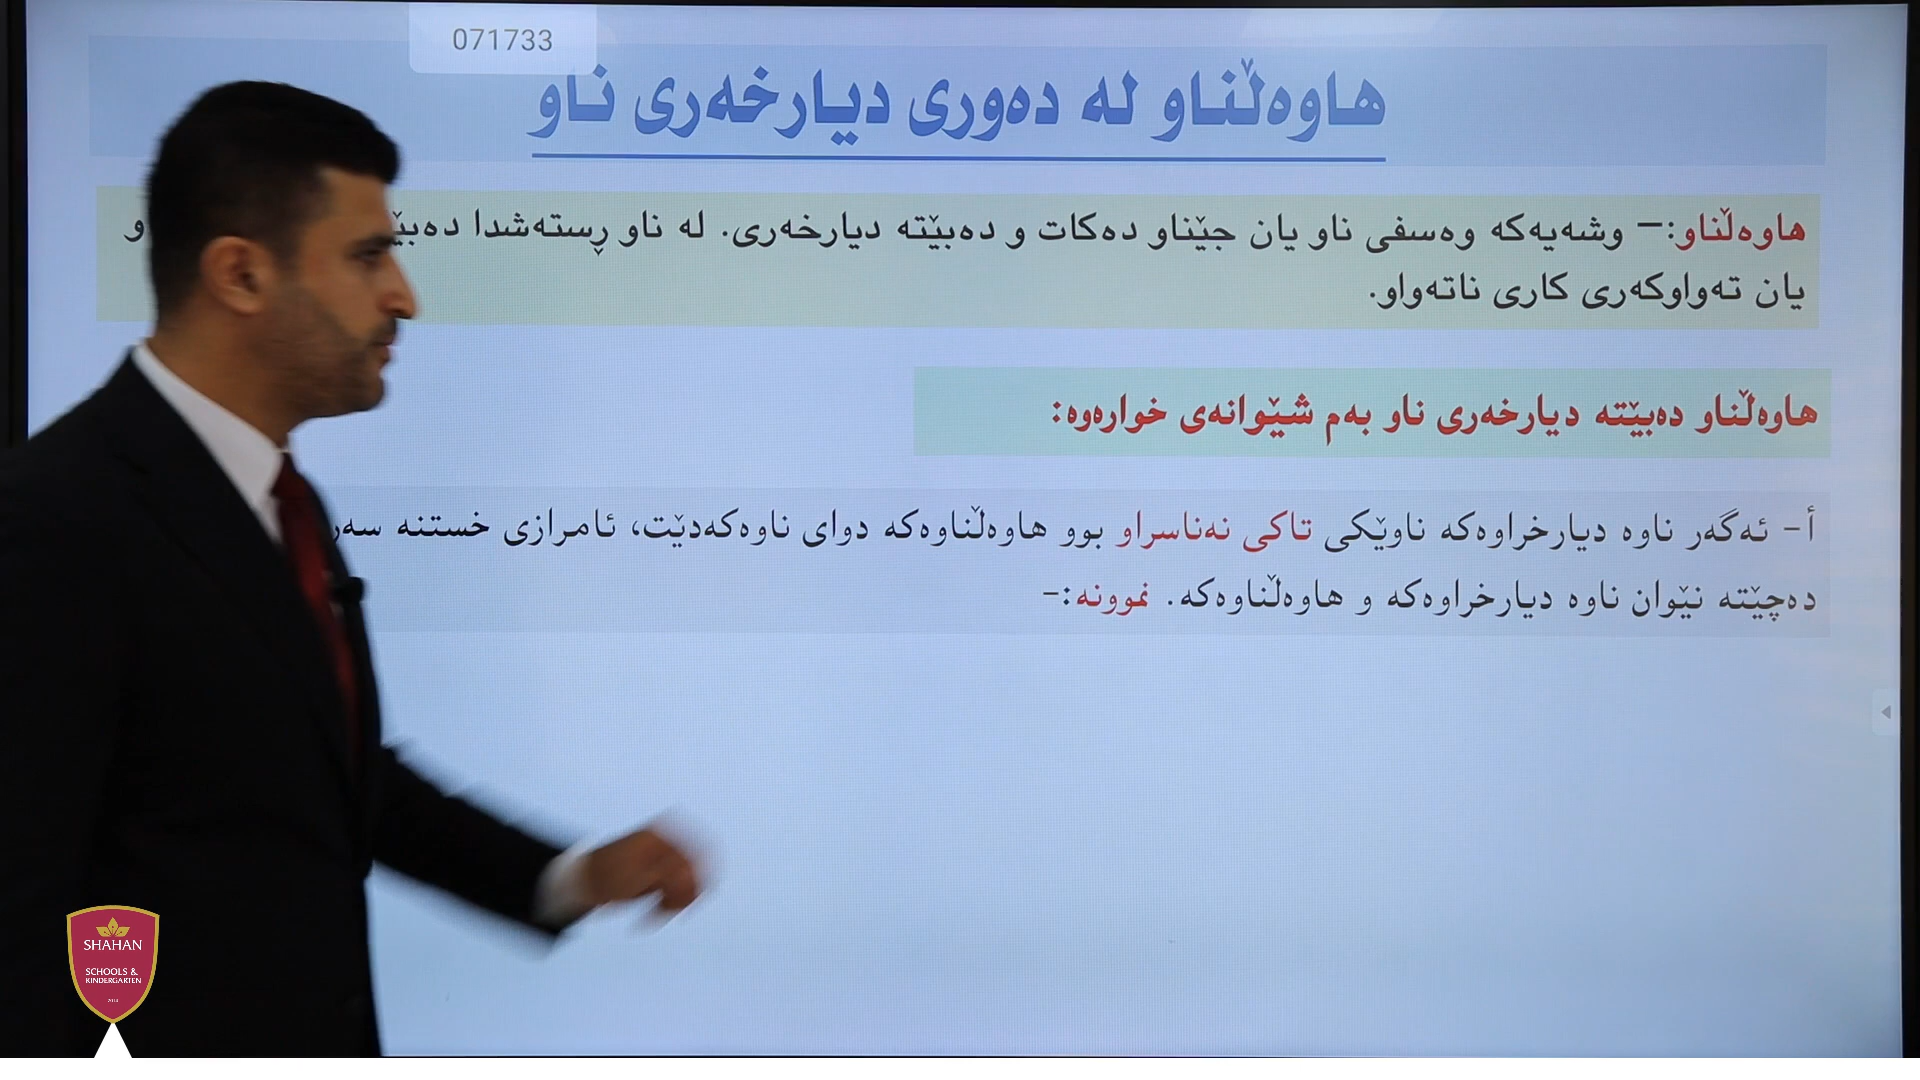 071733
هاوەڵناو لە دەوری دیارخەری ناو
هاوەڵناو:– وشەیەکە وەسفی ناو یان جێناو دەکات و دەبێتە دیارخەری. لە ناو ڕستەشدا دەبێ و
یان تەواوکەری کاری ناتەواو.
هاوەڵناو دەبێتە دیارخەری ناو بەم شێوانەی خوارەوە:
أ- ئەگەر ناوە دیارخراوەکە ناوێکی تاکی نەناسراو بوو هاوەڵناوەکە دوای ناوەکەدێت، ئامرازی خستنە سەر
دەچێتە نێوان ناوە دیارخراوەکە و هاوەڵناوەکە. نموونە:-
SHAHAN
SCHOOLS &
KINDERGARTEN